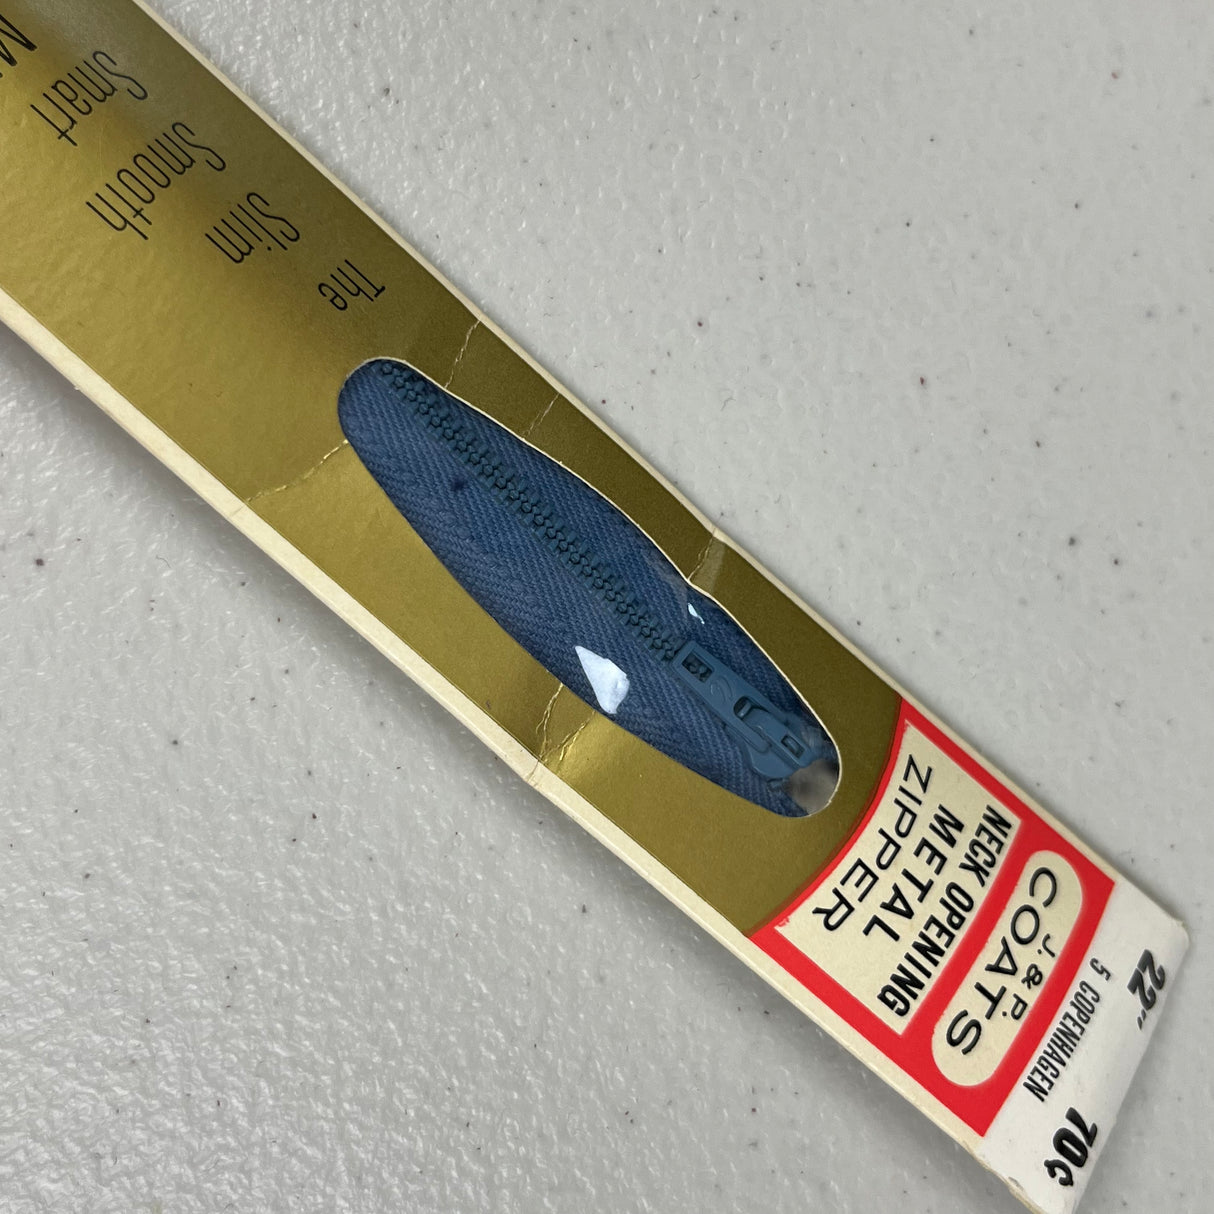 22" 70¢
5 COPENHAGEN
J. & P.
COATS
NECK OPENING
METAL
ZIPPER
The
Slim
Smooth
Smart